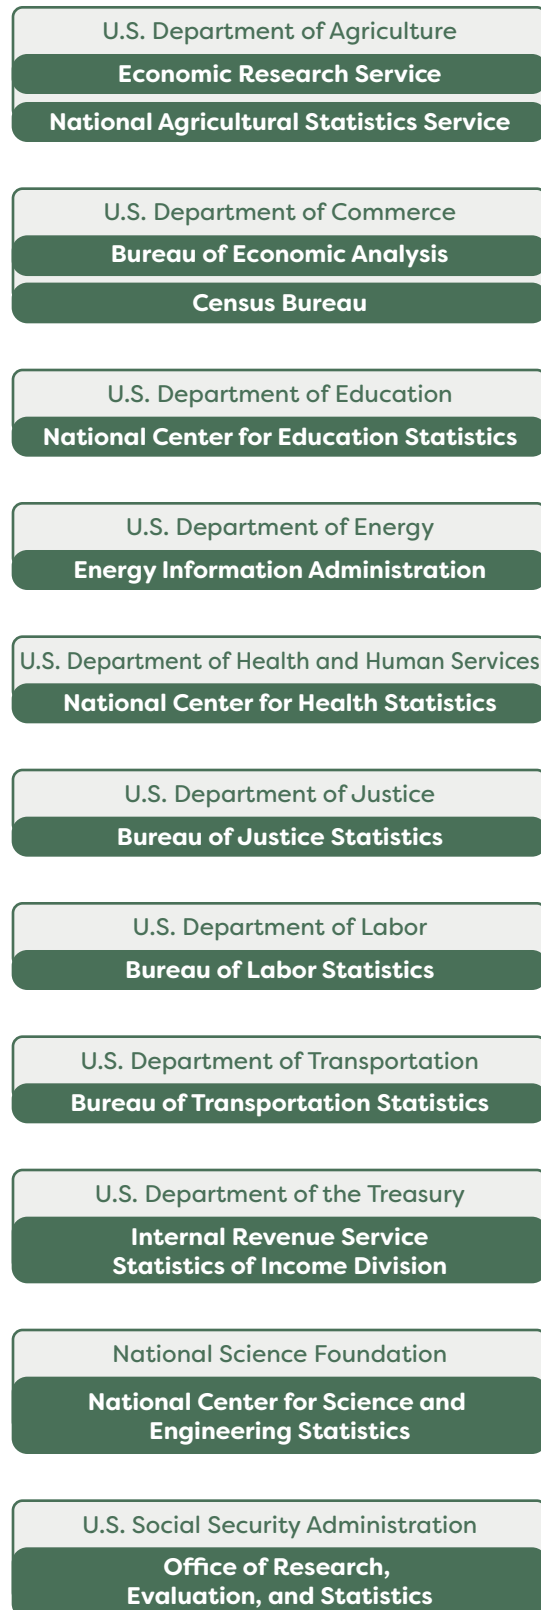 U.S. Department of Agriculture
Economic Research Service
National Agricultural Statistics Service
U.S. Department of Commerce
Bureau of Economic Analysis
Census Bureau
U.S. Department of Education
National Center for Education Statistics
U.S. Department of Energy
Energy Information Administration
U.S. Department of Health and Human Services
National Center for Health Statistics
U.S. Department of Justice
Bureau of Justice Statistics
U.S. Department of Labor
Bureau of Labor Statistics
U.S. Department of Transportation
Bureau of Transportation Statistics
U.S. Department of the Treasury
Internal Revenue Service
Statistics of Income Division
National Science Foundation
National Center for Science and
Engineering Statistics
U.S. Social Security Administration
Office of Research,
Evaluation, and Statistics